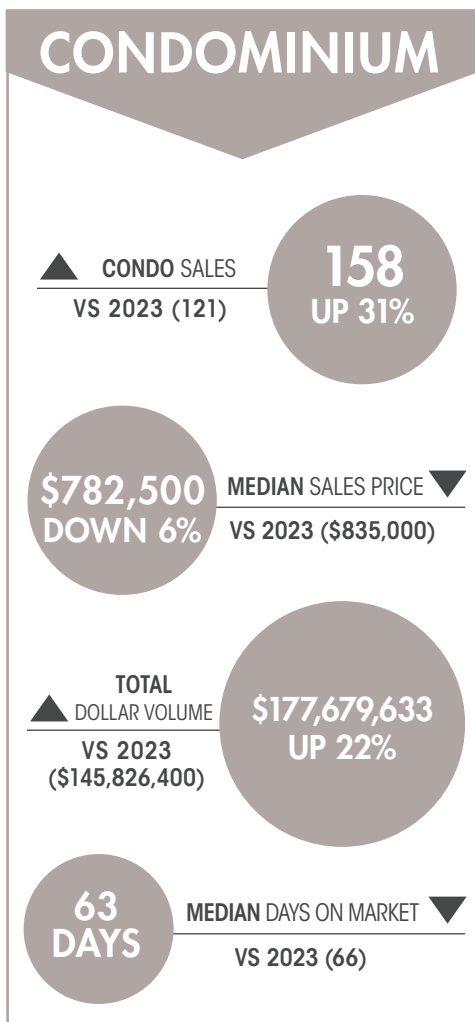 CONDOMINIUM
CONDO SALES
VS 2023 (121)
158
UP 31%
$782,500
DOWN 6%
MEDIAN SALES PRICE
VS 2023 ($835,000)
TOTAL
DOLLAR VOLUME
VS 2023
($145,826,400)
$177,679,633
UP 22%
63
DAYS
MEDIAN DAYS ON MARKET
VS 2023 (66)